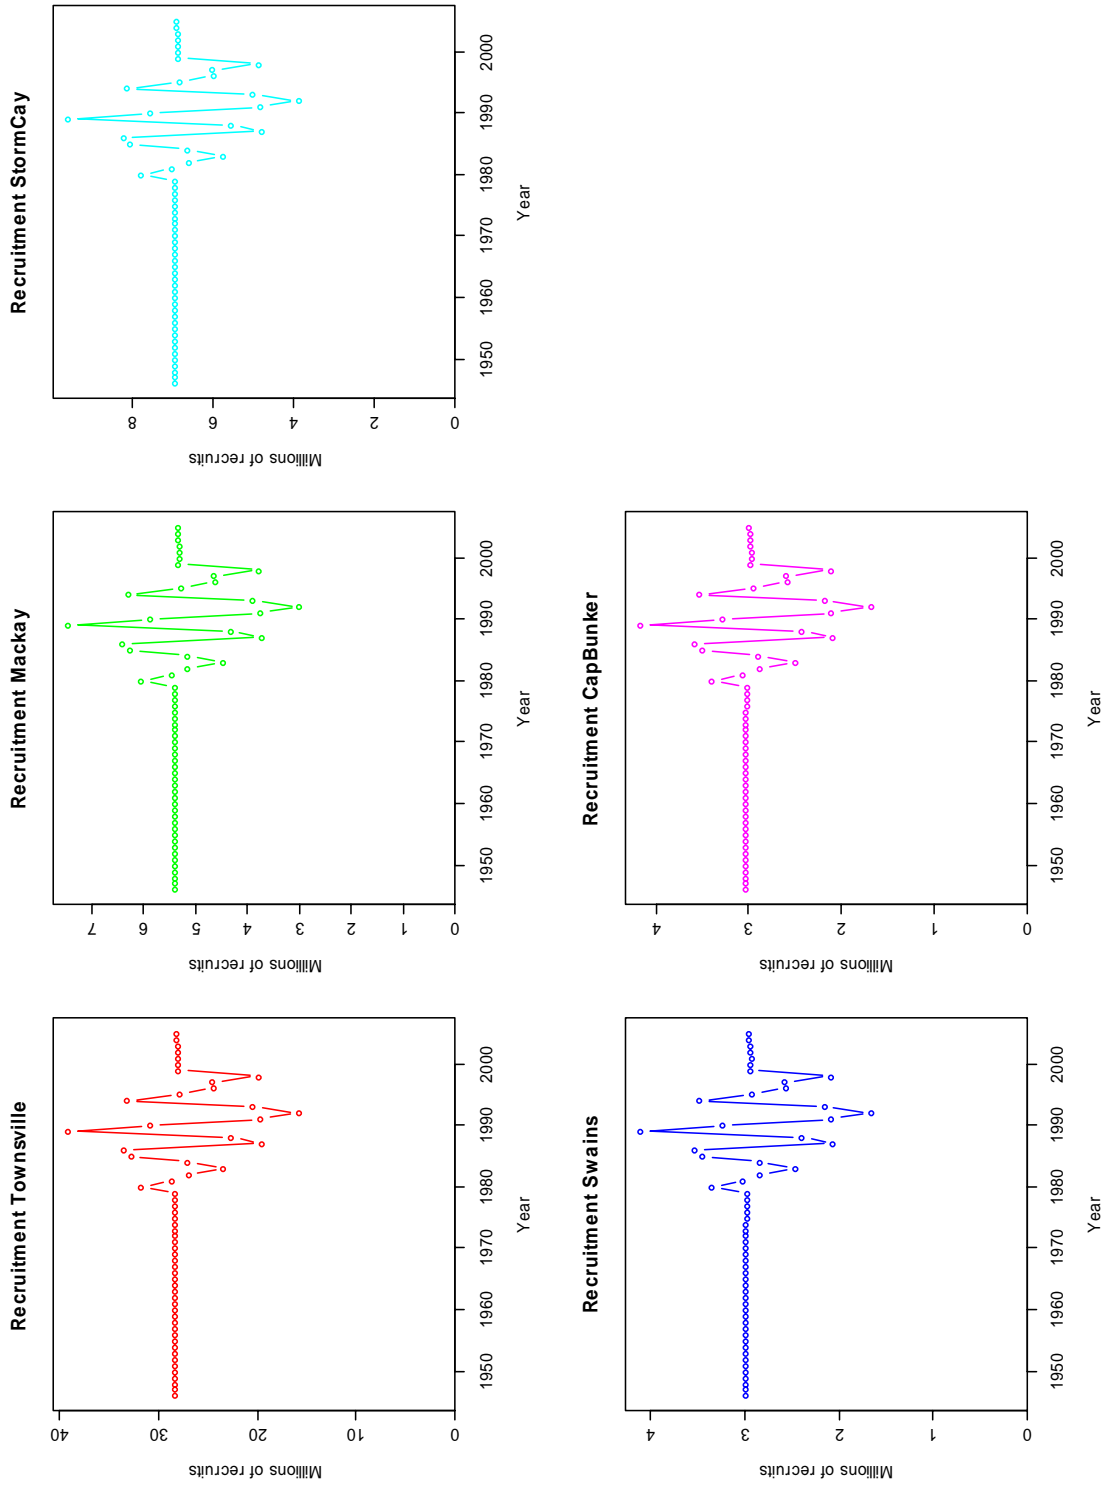 Recruitment Townsville
Millions of recruits
0 10 20 30 40
1950 1960 1970 1980 1990 2000
Year
Recruitment Mackay
Millions of recruits
0 1 2 3 4 5 6 7
1950 1960 1970 1980 1990 2000
Year
Recruitment StormCay
Millions of recruits
0 2 4 6 8
1950 1960 1970 1980 1990 2000
Year
Recruitment Swains
Millions of recruits
0 1 2 3 4
1950 1960 1970 1980 1990 2000
Year
Recruitment CapBunker
Millions of recruits
0 1 2 3 4
1950 1960 1970 1980 1990 2000
Year